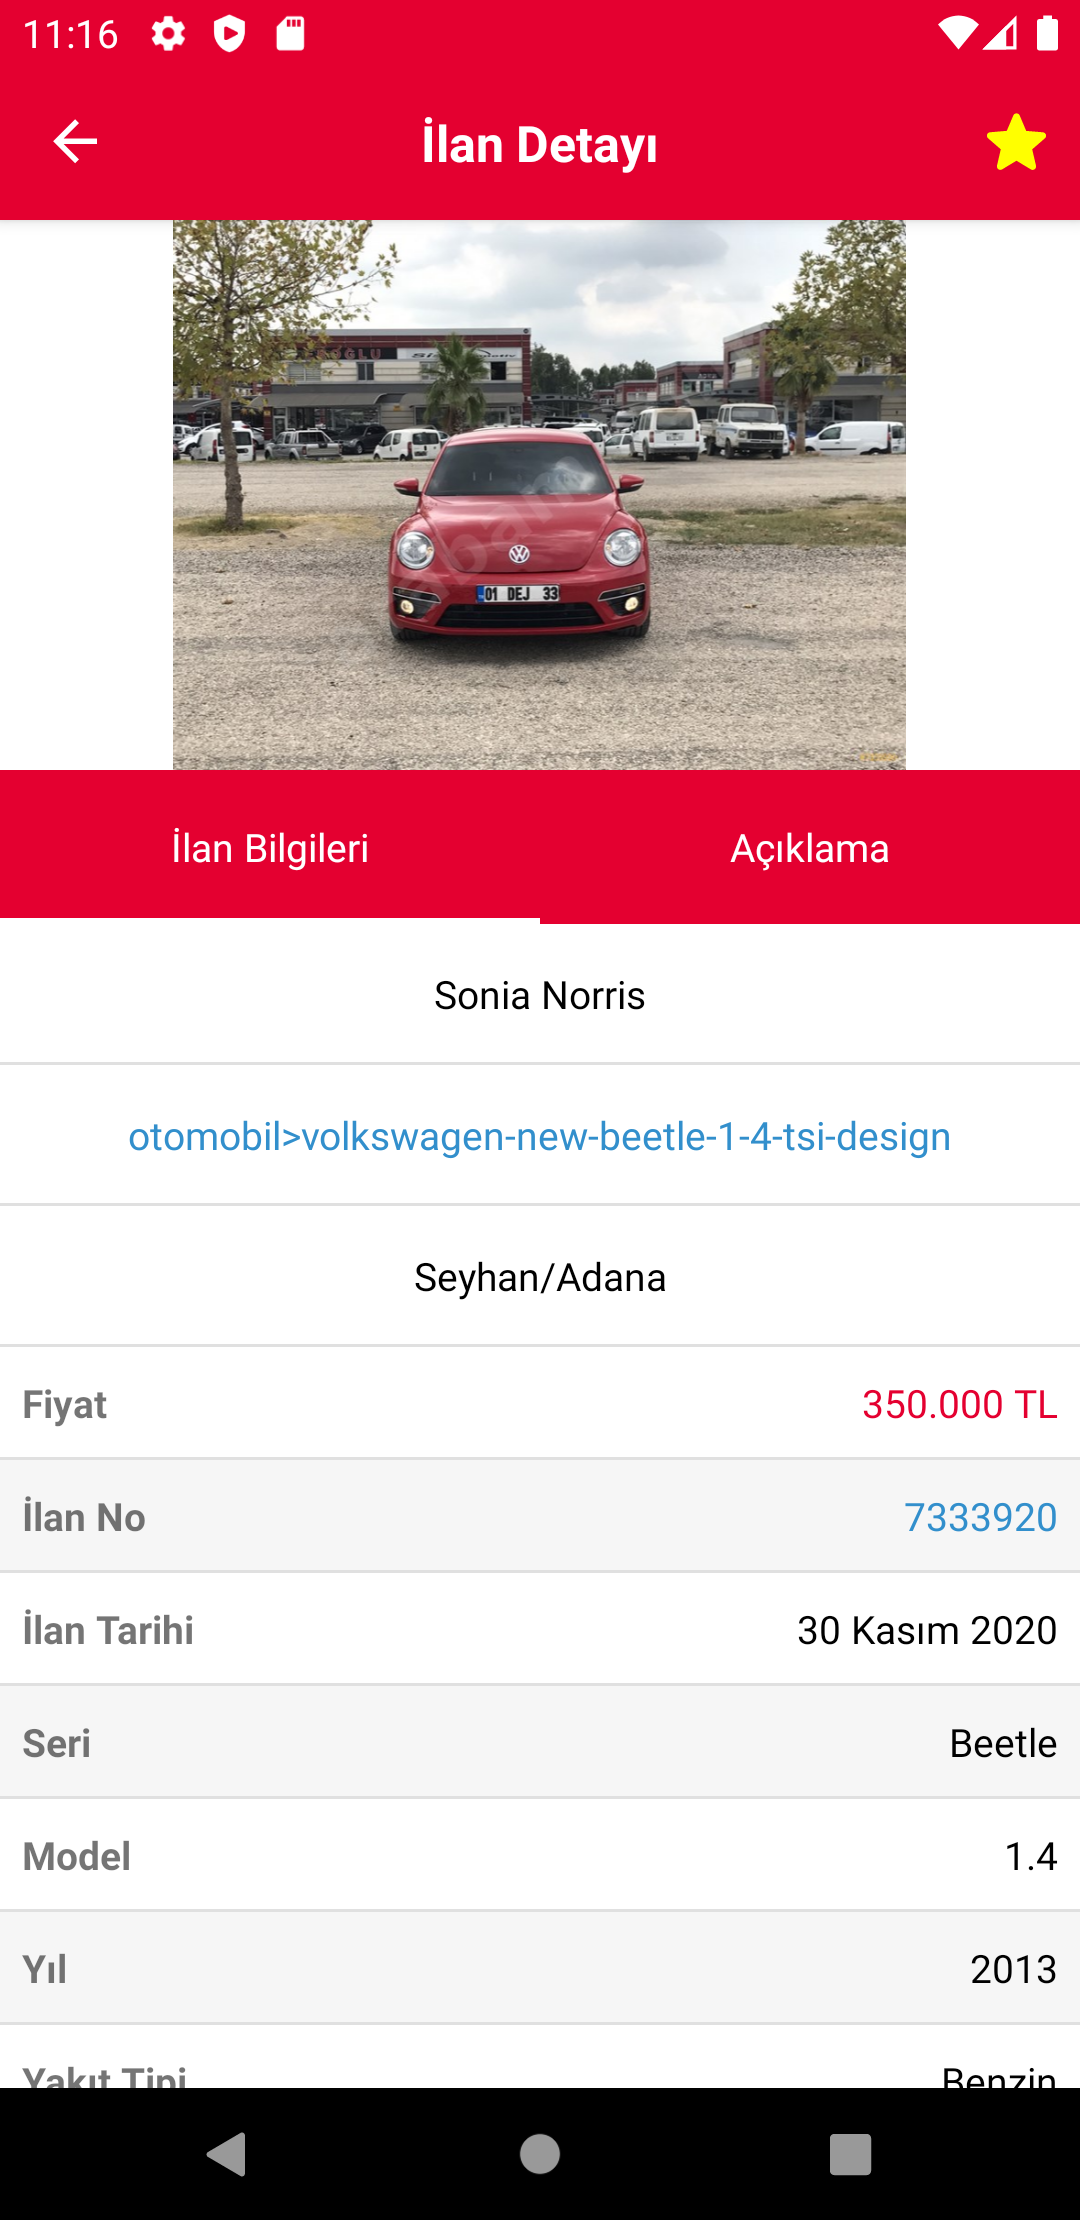 11:16
İlan Detayı
01 DEJ 33
İlan Bilgileri
Açıklama
Sonia Norris
otomobil>volkswagen-new-beetle-1-4-tsi-design
Seyhan/Adana
Fiyat
350.000 TL
İlan No
7333920
İlan Tarihi
30 Kasım 2020
Seri
Beetle
Model
1.4
Yıl
2013
Yakıt Tipi
Benzin